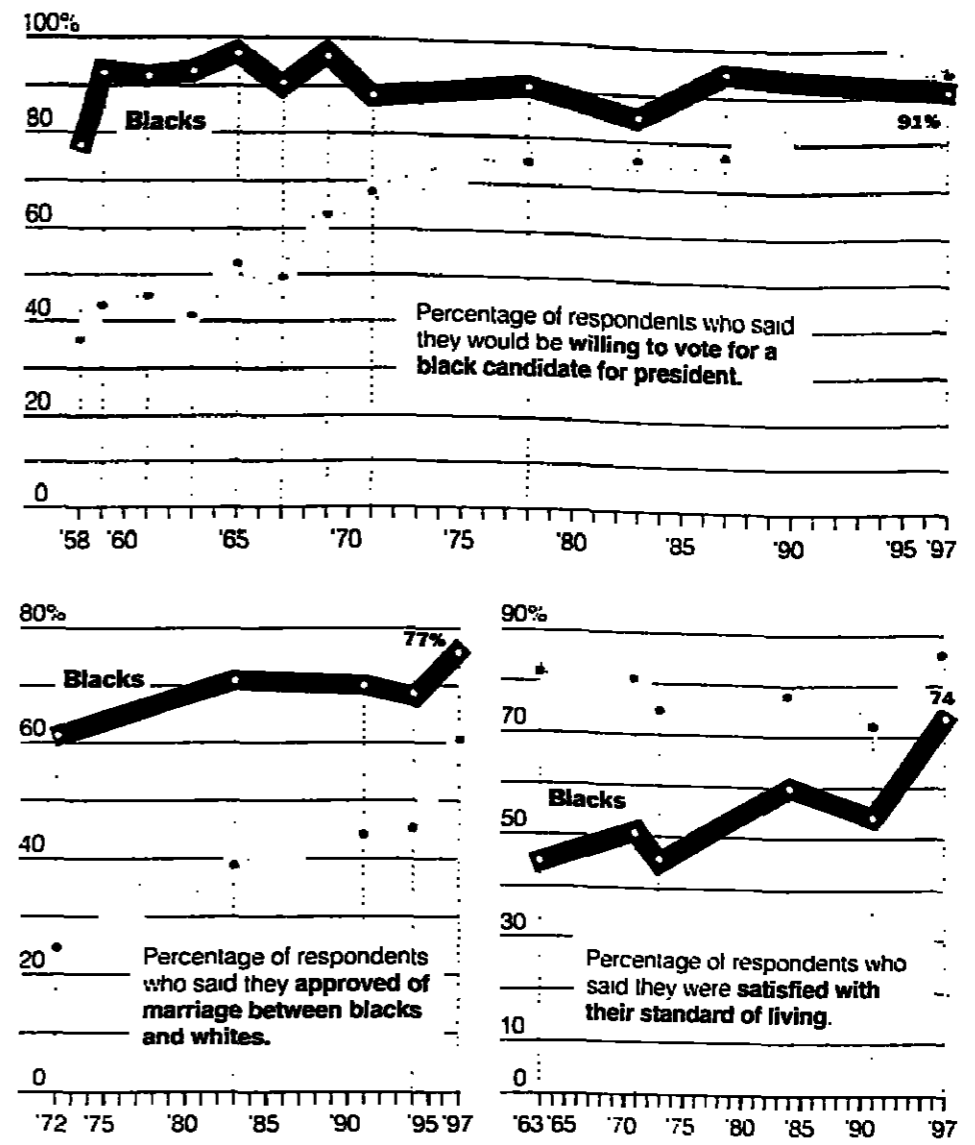 100%
Blacks
80
91%
60
40
Percentage of respondents who said
they would be willing to vote for a
black candidate for president.
20
0
'58 '60 '65 '70 '75 '80 '85 '90 '95 '97
80%
77%
Blacks
60
40
20
Percentage of respondents
who said they approved of
marriage between blacks
and whites.
0
'72 '75 '80 '85 '90 '95 '97
90%
74
70
Blacks
50
30
Percentage of respondents who
said they were satisfied with
their standard of living.
10
0
'63 '65 '70 '75 '80 '85 '90 '97